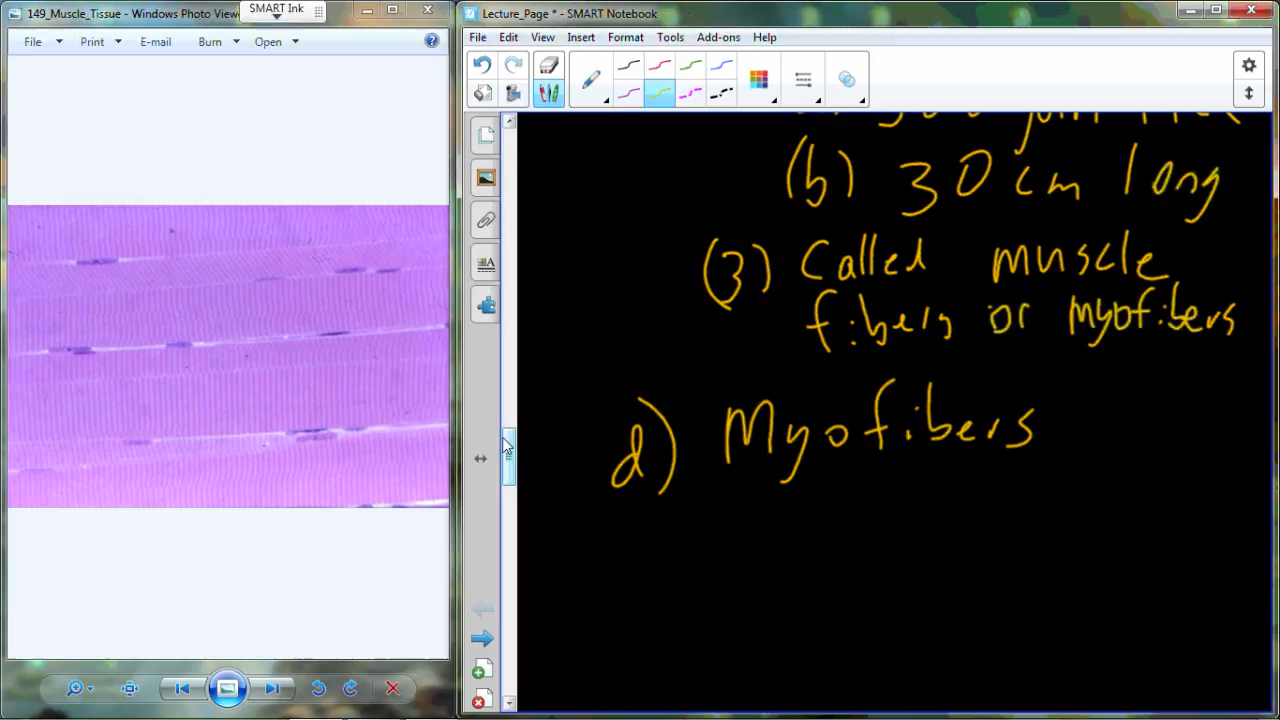 149_Muscle_Tissue - Windows Photo View
SMART Ink
File Print E-mail Burn Open
Lecture_Page * - SMART Notebook
File Edit View Insert Format Tools Add-ons Help
(b) 30 cm long
(3) Called muscle
fibers or myofibers
d) Myofibers